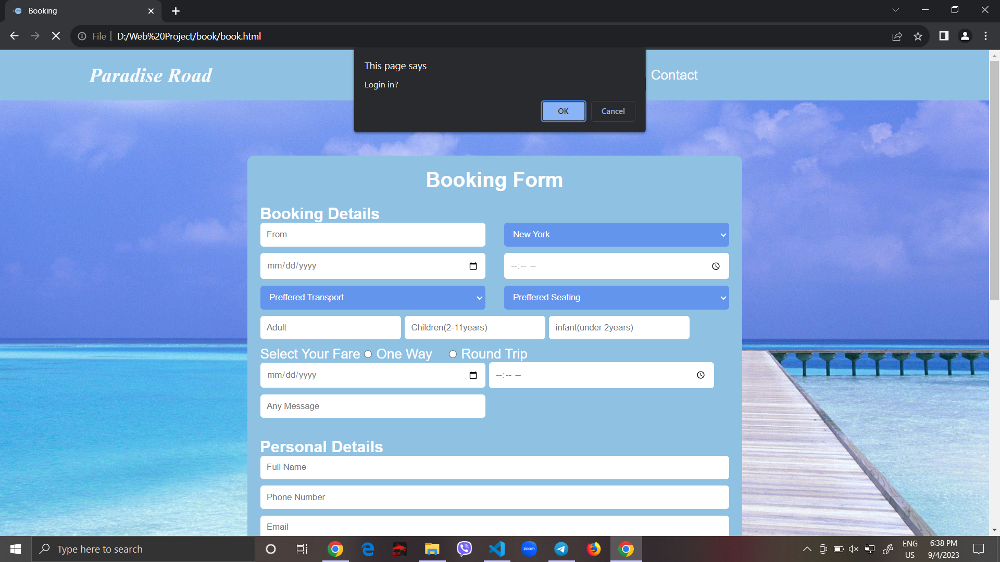 Booking
File
D:/Web%20Project/book/book.html
Paradise Road
Contact
This page says
Login in?
OK
Cancel
Booking Form
Booking Details
From
New York
mm/dd/yyyy
--:-- --
Preffered Transport
Preffered Seating
Adult
Children(2-11years)
infant(under 2years)
Select Your Fare One Way Round Trip
mm/dd/yyyy
--:-- --
Any Message
Personal Details
Full Name
Phone Number
Email
Type here to search
zoom
ENG
US
6:38 PM
9/4/2023